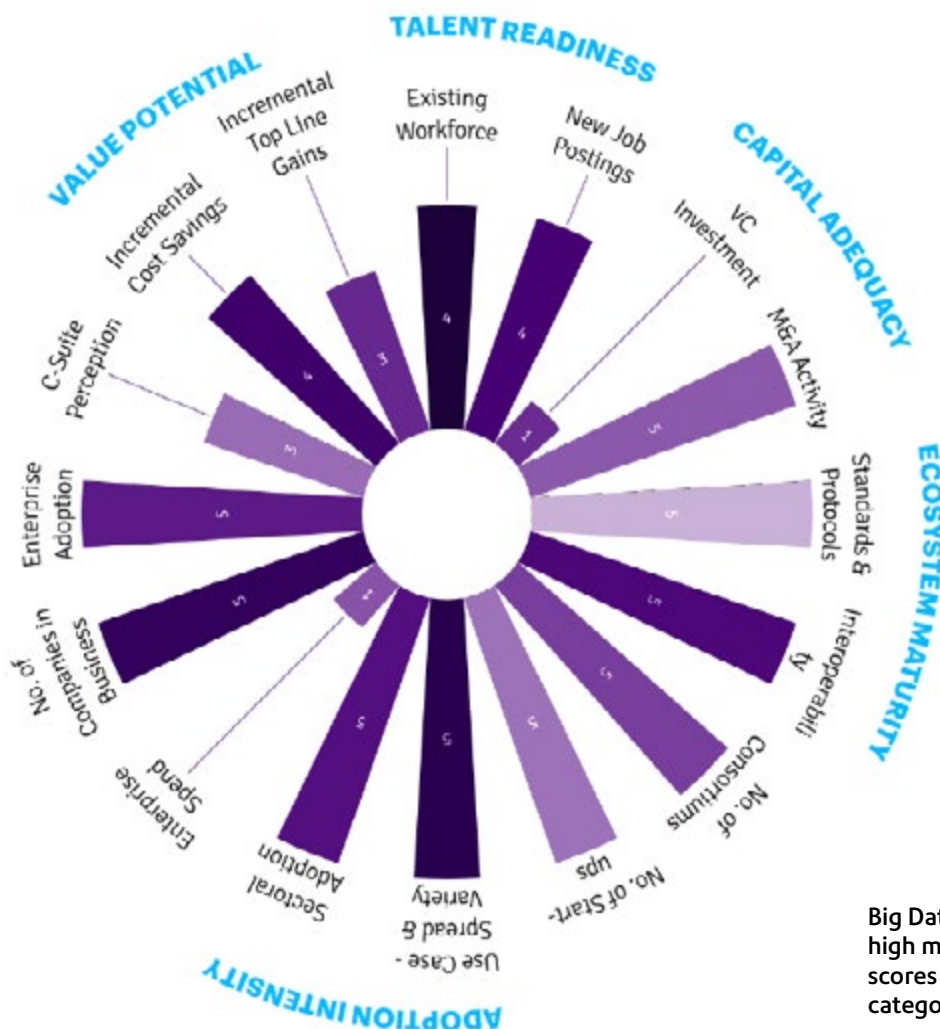 VALUE POTENTIAL
TALENT READINESS
CAPITAL ADEQUACY
ECOSYSTEM MATURITY
ADOPTION INTENSITY
Existing
Workforce
4
New Job
Postings
4
VC
Investment
1
M&A Activity
5
Standards &
Protocols
5
Interoperabili
ty
5
No. of
Consortiums
5
No. of Start-
ups
5
Use Case -
Spread &
Variety
5
Sectoral
Adoption
5
Enterprise
Spend
1
No. of
Companies in
Business
5
Enterprise
Adoption
5
C-Suite
Perception
3
Incremental
Cost Savings
4
Incremental
Top Line
Gains
3
Big Dat
high m
scores
catego